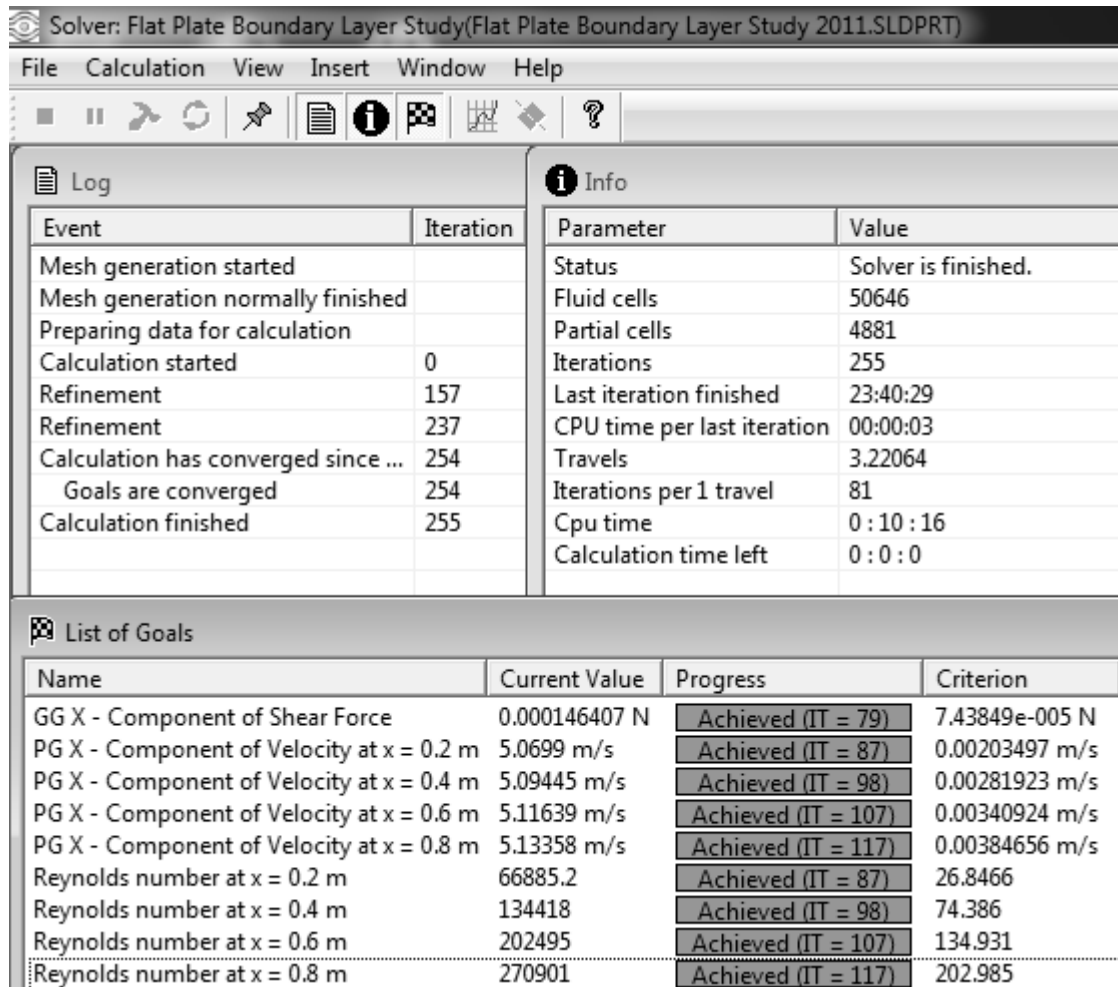 Solver: Flat Plate Boundary Layer Study(Flat Plate Boundary Layer Study 2011.SLDPRT)
File Calculation View Insert Window Help
Log
Event Iteration
Mesh generation started
Mesh generation normally finished
Preparing data for calculation
Calculation started 0
Refinement 157
Refinement 237
Calculation has converged since ... 254
Goals are converged 254
Calculation finished 255
Info
Parameter Value
Status Solver is finished.
Fluid cells 50646
Partial cells 4881
Iterations 255
Last iteration finished 23:40:29
CPU time per last iteration 00:00:03
Travels 3.22064
Iterations per 1 travel 81
Cpu time 0 : 10 : 16
Calculation time left 0 : 0 : 0
List of Goals
Name Current Value Progress Criterion
GG X - Component of Shear Force 0.000146407 N Achieved (IT = 79) 7.43849e-005 N
PG X - Component of Velocity at x = 0.2 m 5.0699 m/s Achieved (IT = 87) 0.00203497 m/s
PG X - Component of Velocity at x = 0.4 m 5.09445 m/s Achieved (IT = 98) 0.00281923 m/s
PG X - Component of Velocity at x = 0.6 m 5.11639 m/s Achieved (IT = 107) 0.00340924 m/s
PG X - Component of Velocity at x = 0.8 m 5.13358 m/s Achieved (IT = 117) 0.00384656 m/s
Reynolds number at x = 0.2 m 66885.2 Achieved (IT = 87) 26.8466
Reynolds number at x = 0.4 m 134418 Achieved (IT = 98) 74.386
Reynolds number at x = 0.6 m 202495 Achieved (IT = 107) 134.931
Reynolds number at x = 0.8 m 270901 Achieved (IT = 117) 202.985